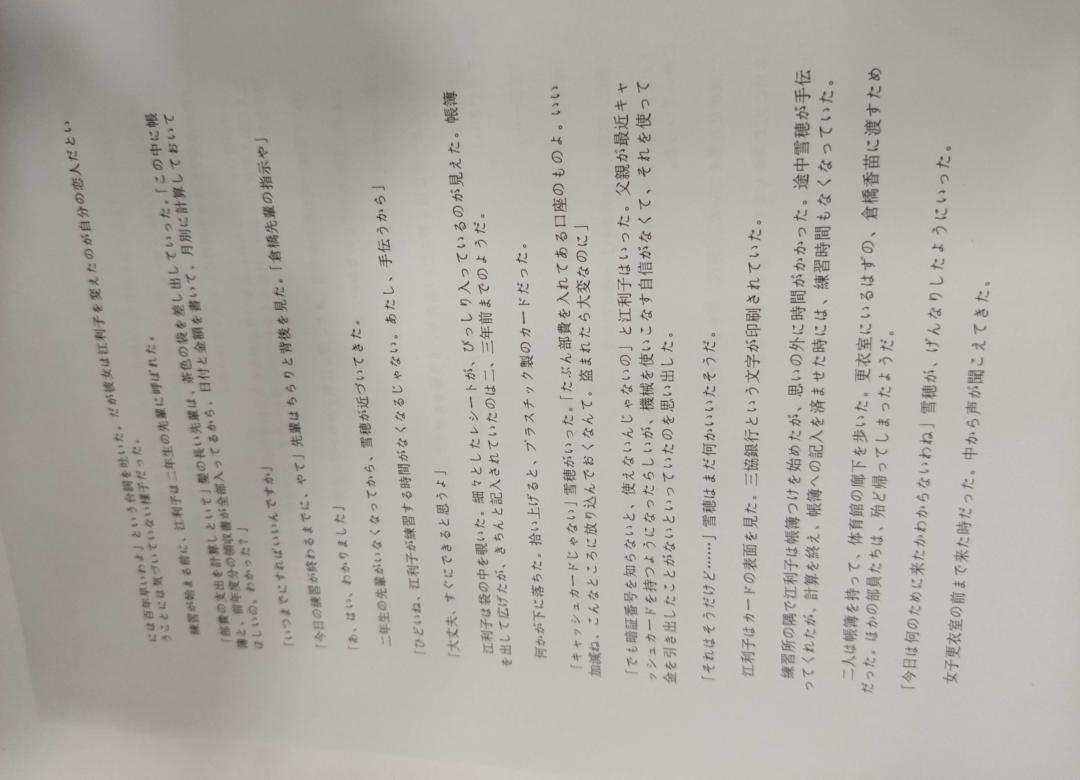 には百年早いわよ」という台詞を吐いた。だが彼女は江利子を変えたのが自分の恋人だとい
うことには気づいていない様子だった。
練習が始まる前に、江利子は二年生の先輩に呼ばれた。
「部費の支出を計算しといて」髪の長い先輩は、茶色の袋を差し出していった。「この中に帳
簿と、前年度分の領収書が全部入ってるから、日付と金額を書いて、月別に計算しておいて
ほしいの。わかった？」
「いつまでにすればいいんですか」
「今日の練習が終わるまでに、やて」先輩はちらりと背後を見た。「倉橋先輩の指示や」
「あ、はい、わかりました」
二年生の先輩がいなくなってから、雪穂が近づいてきた。
「ひどいね、江利子が練習する時間がなくなるじゃない。あたし、手伝うから」
「大丈夫、すぐにできると思うよ」
江利子は袋の中を覗いた。細々としたレシートが、びっしり入っているのが見えた。帳簿
を出して広げたが、きちんと記入されていたのは二、三年前までのようだ。
何かが下に落ちた。拾い上げると、プラスチック製のカードだった。
「キャッシュカードじゃない」雪穂がいった。「たぶん部費を入れてある口座のものよ。いい
加減ね、こんなところに放り込んでおくなんて。盗まれたら大変なのに」
「でも暗証番号を知らないと、使えないんじゃないの」と江利子はいった。父親が最近キャ
ッシュカードを持つようになったらしいが、機械を使いこなす自信がなくて、それを使って
金を引き出したことがないといっていたのを思い出した。
「それはそうだけど……」雪穂はまだ何かいいたそうだ。
江利子はカードの表面を見た。三協銀行という文字が印刷されていた。
練習所の隅で江利子は帳簿つけを始めたが、思いの外に時間がかかった。途中雪穂が手伝
ってくれたが、計算を終え、帳簿への記入を済ませた時には、練習時間もなくなっていた。
二人は帳簿を持って、体育館の廊下を歩いた。更衣室にいるはずの、倉橋香苗に渡すため
だった。ほかの部員たちは、殆ど帰ってしまったようだ。
「今日は何のために来たかわからないわね」雪穂が、げんなりしたようにいった。
女子更衣室の前まで来た時だった。中から声が聞こえてきた。